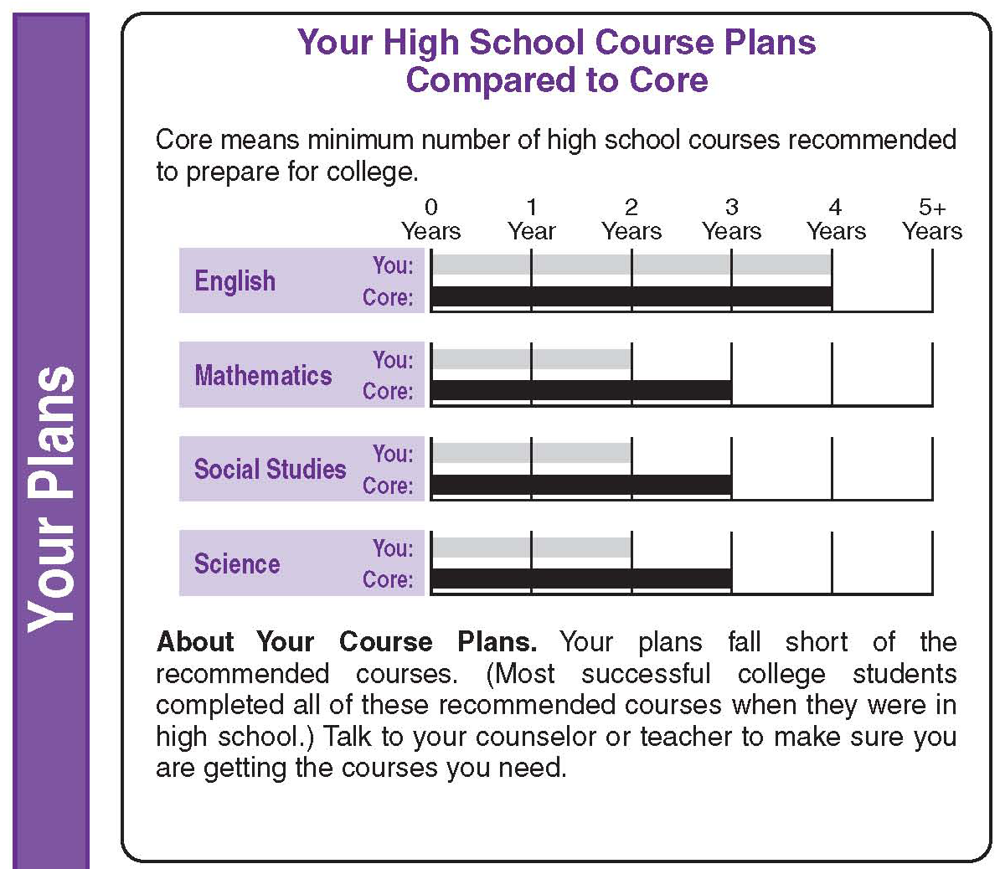 Your Plans
Your High School Course Plans
Compared to Core
Core means minimum number of high school courses recommended
to prepare for college.
0 1 2 3 4 5+
Years Year Years Years Years Years
English You:
Core:
Mathematics You:
Core:
Social Studies You:
Core:
Science You:
Core:
About Your Course Plans. Your plans fall short of the
recommended courses. (Most successful college students
completed all of these recommended courses when they were in
high school.) Talk to your counselor or teacher to make sure you
are getting the courses you need.